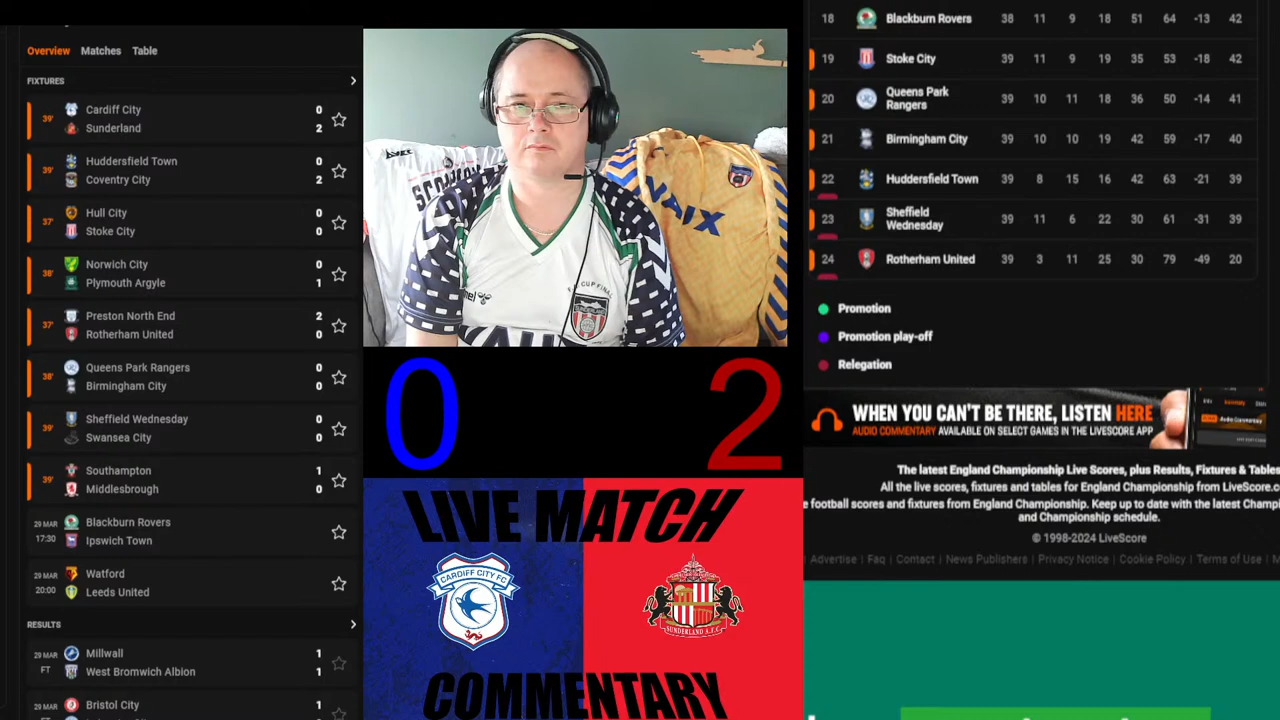 Overview Matches Table
FIXTURES
39' Cardiff City 0
Sunderland 2
39' Huddersfield Town 0
Coventry City 2
37' Hull City 0
Stoke City 0
38' Norwich City 0
Plymouth Argyle 1
37' Preston North End 2
Rotherham United 0
38' Queens Park Rangers 0
Birmingham City 0
39' Sheffield Wednesday 0
Swansea City 0
39' Southampton 1
Middlesbrough 0
29 MAR 17:30 Blackburn Rovers
Ipswich Town
29 MAR 20:00 Watford
Leeds United
RESULTS
29 MAR FT Millwall 1
West Bromwich Albion 1
29 MAR Bristol City 1
NAIX
SUNDERLAND
0 2
LIVE MATCH
CARDIFF CITY FC
SUNDERLAND A.F.C
COMMENTARY
18 Blackburn Rovers 38 11 9 18 51 64 -13 42
19 Stoke City 39 11 9 19 35 53 -18 42
20 Queens Park Rangers 39 10 11 18 36 50 -14 41
21 Birmingham City 39 10 10 19 42 59 -17 40
22 Huddersfield Town 39 8 15 16 42 63 -21 39
23 Sheffield Wednesday 39 11 6 22 30 61 -31 39
24 Rotherham United 39 3 11 25 30 79 -49 20
Promotion
Promotion play-off
Relegation
WHEN YOU CAN'T BE THERE, LISTEN HERE
AUDIO COMMENTARY AVAILABLE ON SELECT GAMES IN THE LIVESCORE APP
The latest England Championship Live Scores, plus Results, Fixtures & Tables
All the live scores, fixtures and tables for England Championship from LiveScore.c
e football scores and fixtures from England Championship. Keep up to date with the latest Champ
and Championship schedule.
© 1998-2024 LiveScore
Advertise Faq Contact News Publishers Privacy Notice Cookie Policy Terms of Use